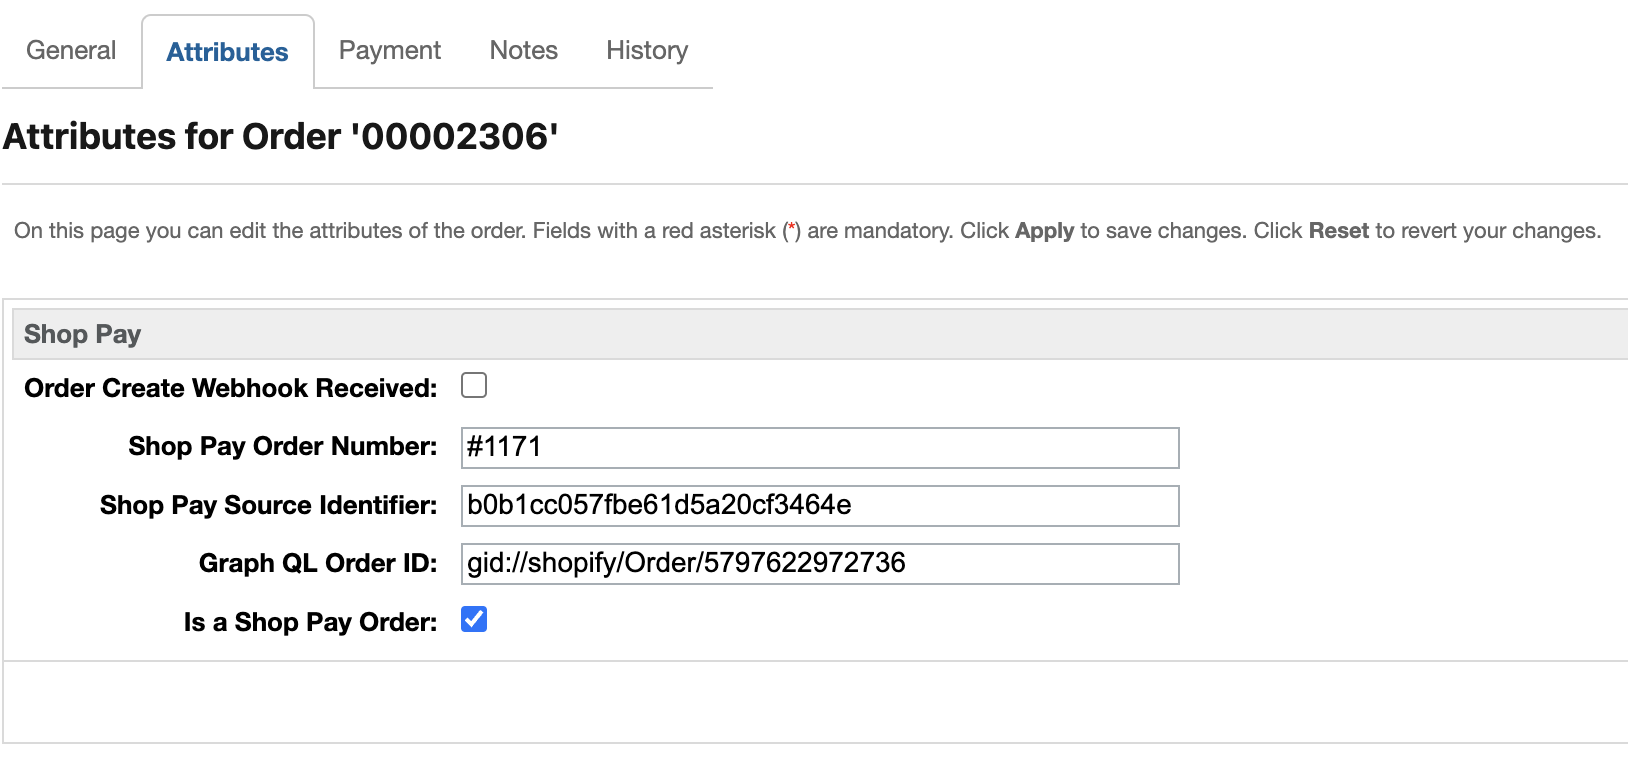 General Attributes Payment Notes History
Attributes for Order '00002306'
On this page you can edit the attributes of the order. Fields with a red asterisk (*) are mandatory. Click Apply to save changes. Click Reset to revert your changes.
Shop Pay
Order Create Webhook Received:
Shop Pay Order Number: #1171
Shop Pay Source Identifier: b0b1cc057fbe61d5a20cf3464e
Graph QL Order ID: gid://shopify/Order/5797622972736
Is a Shop Pay Order: